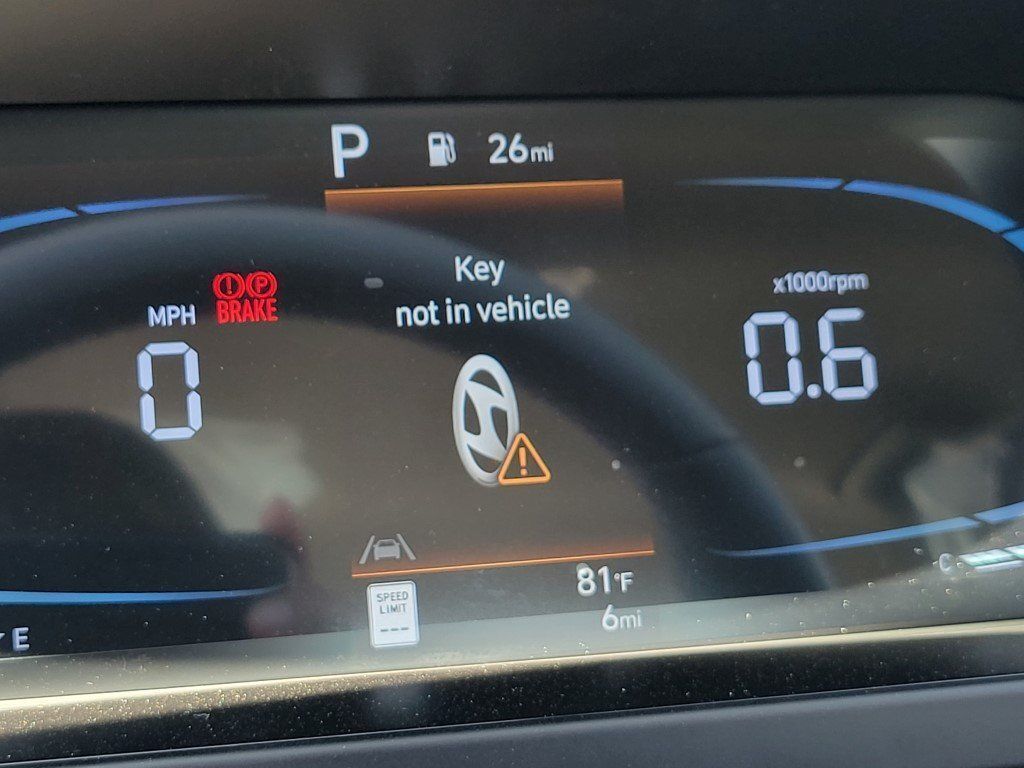 P 26mi
Key
not in vehicle
MPH
! P
BRAKE
0
x1000rpm
0.6
!
SPEED
LIMIT
---
81°F
6mi
E
C